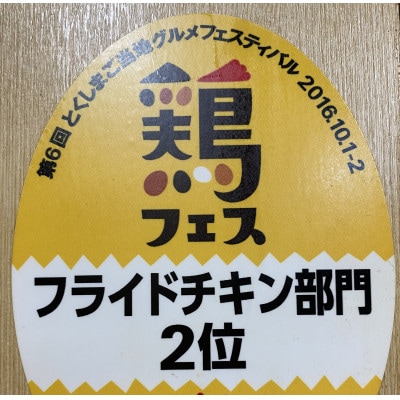 第6回 とくしまご当地グルメフェスティバル 2016.10.1-2
鶏
フェス
フライドチキン部門
2位